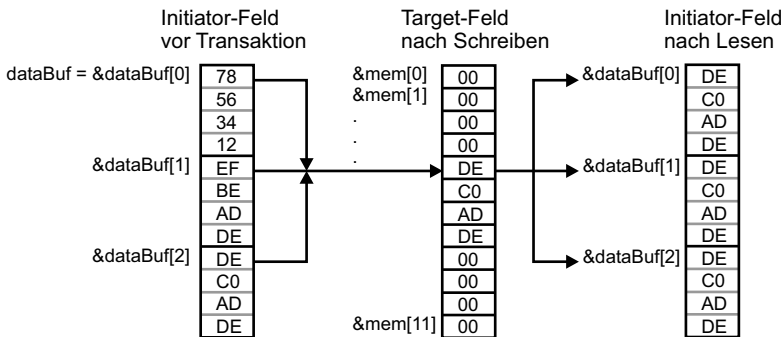 Initiator-Feld Target-Feld Initiator-Feld
vor Transaktion nach Schreiben nach Lesen
dataBuf = &dataBuf[0] 78 &mem[0] 00 &dataBuf[0] DE
56 &mem[1] 00 C0
34 . 00 AD
12 . 00 DE
&dataBuf[1] EF . DE &dataBuf[1] DE
BE C0 C0
AD AD AD
DE DE DE
&dataBuf[2] DE 00 &dataBuf[2] DE
C0 00 C0
AD 00 AD
DE &mem[11] 00 DE